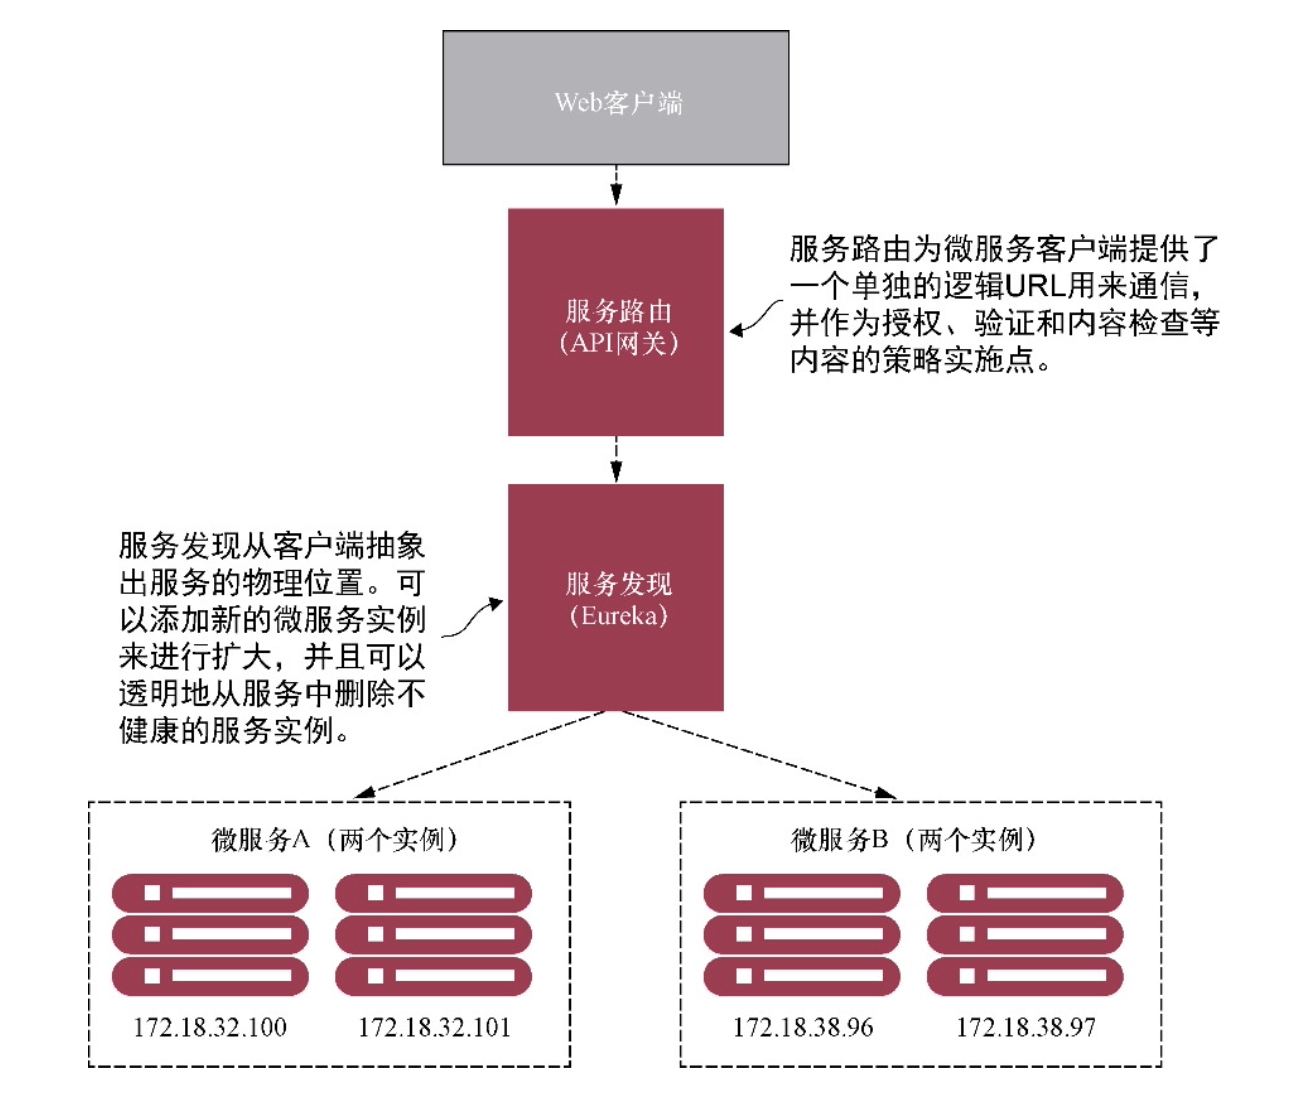 Web客户端
服务路由
（API网关）
服务路由为微服务客户端提供了
一个单独的逻辑URL用来通信，
并作为授权、验证和内容检查等
内容的策略实施点。
服务发现从客户端抽象
出服务的物理位置。可
以添加新的微服务实例
来进行扩大，并且可以
透明地从服务中删除不
健康的服务实例。
服务发现
（Eureka）
微服务A（两个实例）
172.18.32.100
172.18.32.101
微服务B（两个实例）
172.18.38.96
172.18.38.97